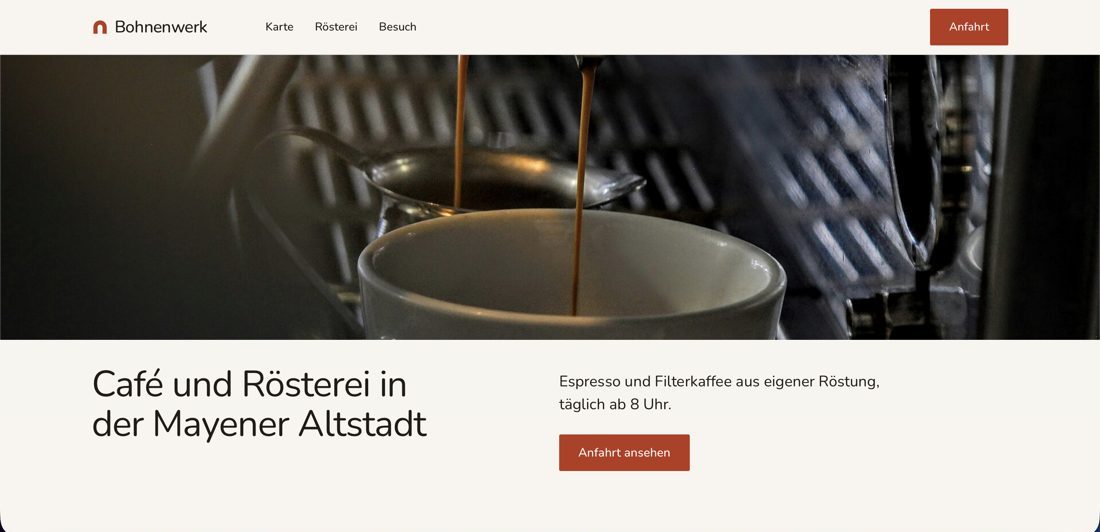 Bohnenwerk
Karte
Rösterei
Besuch
Anfahrt
Café und Rösterei in
der Mayener Altstadt
Espresso und Filterkaffee aus eigener Röstung,
täglich ab 8 Uhr.
Anfahrt ansehen